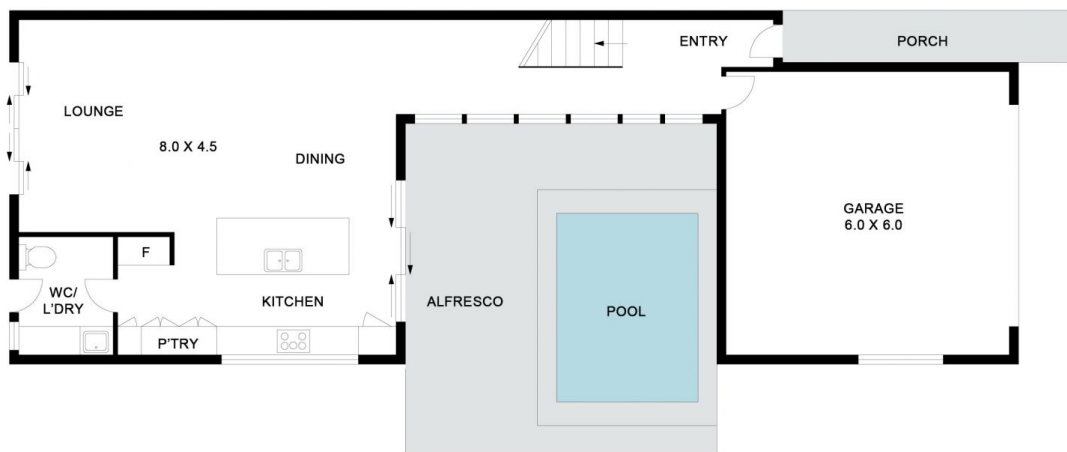 ENTRY
PORCH
LOUNGE
8.0 X 4.5
DINING
GARAGE
6.0 X 6.0
F
WC/
L'DRY
KITCHEN
ALFRESCO
POOL
P'TRY